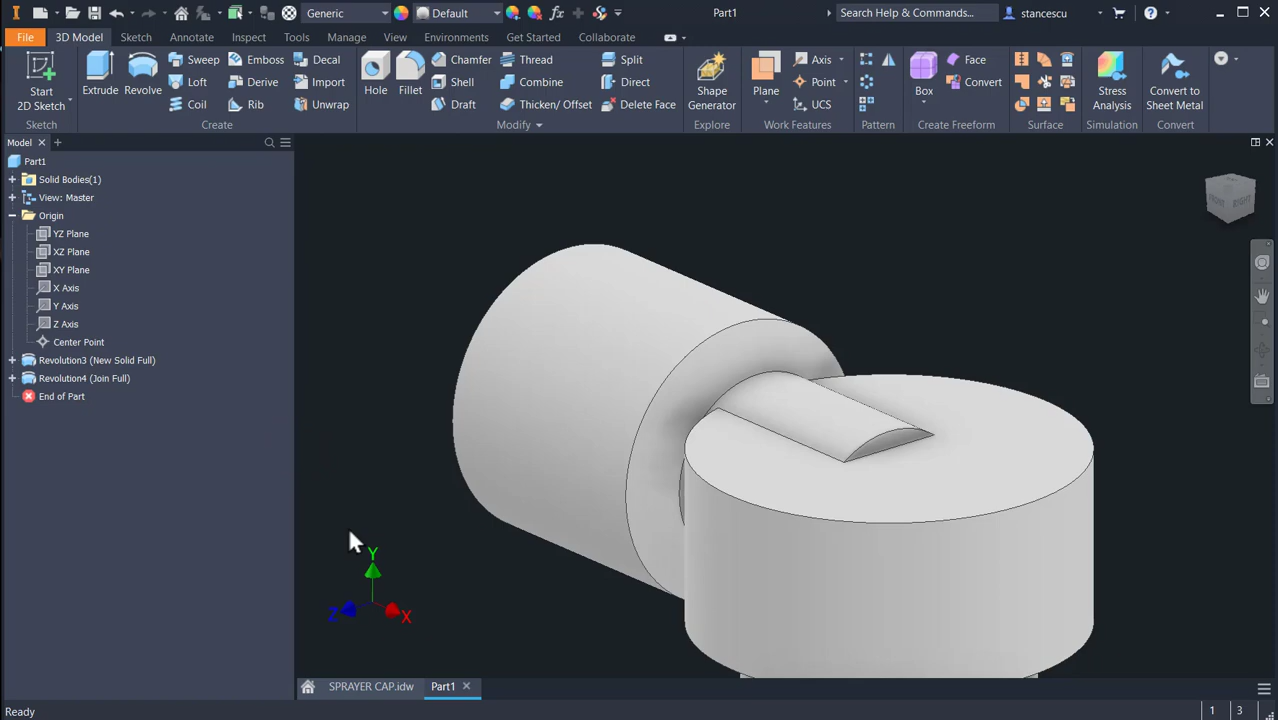 Generic
Default
Part1
Search Help & Commands...
stancescu
File
3D Model
Sketch
Annotate
Inspect
Tools
Manage
View
Environments
Get Started
Collaborate
Start
2D Sketch
Extrude
Revolve
Sweep
Loft
Coil
Emboss
Derive
Rib
Decal
Import
Unwrap
Hole
Fillet
Chamfer
Shell
Draft
Thread
Combine
Thicken/ Offset
Split
Direct
Delete Face
Shape
Generator
Plane
Axis
Point
UCS
Box
Face
Convert
Stress
Analysis
Convert to
Sheet Metal
Sketch
Create
Modify
Explore
Work Features
Pattern
Create Freeform
Surface
Simulation
Convert
Model
Part1
Solid Bodies(1)
View: Master
Origin
YZ Plane
XZ Plane
XY Plane
X Axis
Y Axis
Z Axis
Center Point
Revolution3 (New Solid Full)
Revolution4 (Join Full)
End of Part
FRONT
RIGHT
Y
Z
X
SPRAYER CAP.idw
Part1
Ready
1
3